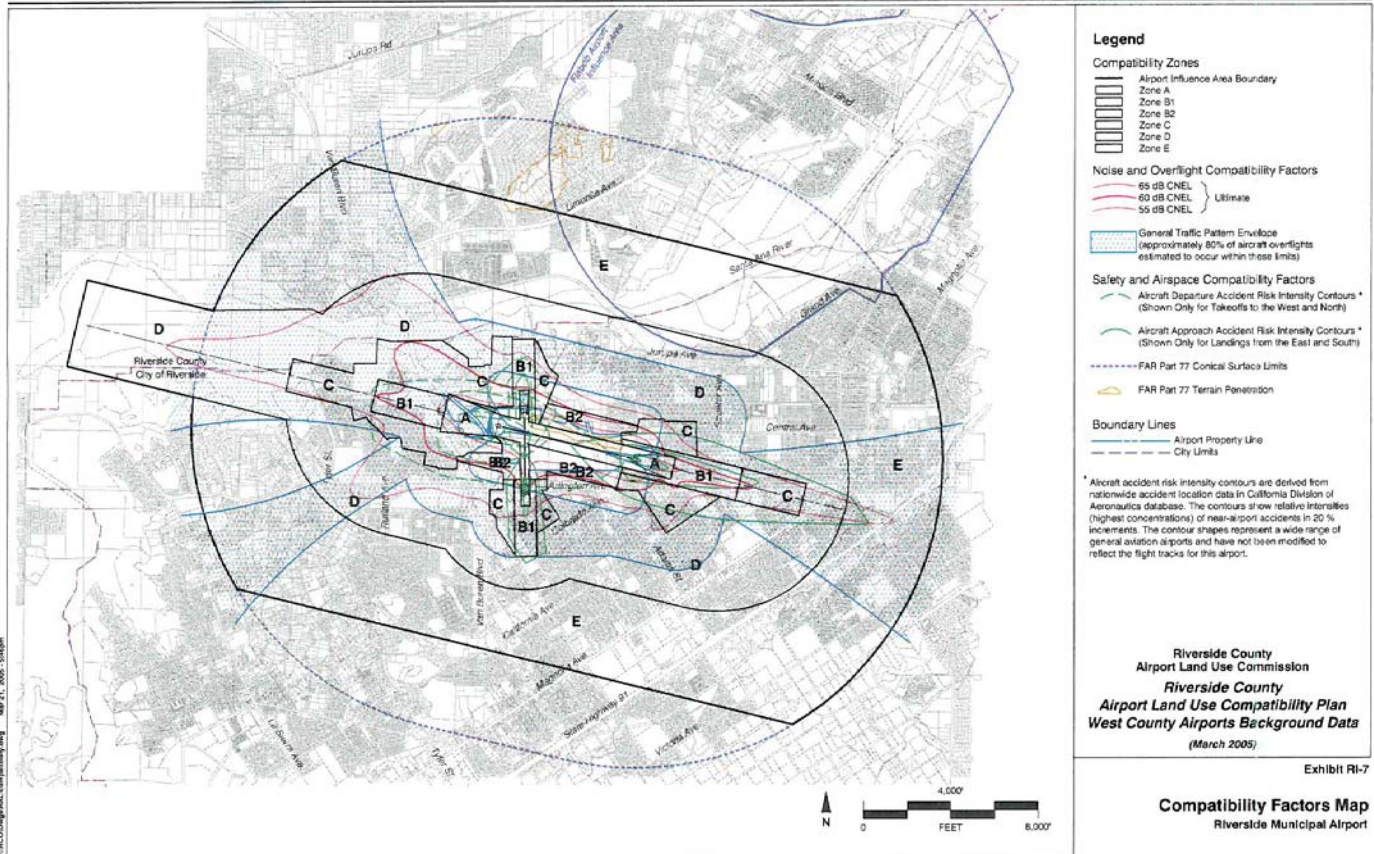 Jurupa Rd
Flabob Airport
Influence Area
Van Buren Blvd
Limonite Ave
Santa Ana River
Magnolia Ave
E
D
Riverside County
City of Riverside
D
C
B1
A
C
B1
C
B2
Jurupa Ave
D
C
Central Ave
E
B2
B2
B2
A
B1
C
Arlington Ave
Tyler St
D
C
B1
C
C
D
Van Buren Blvd
California Ave
E
Magnolia Ave
State Highway 91
Victoria Ave
La Sierra Ave
Tyler St
N
4,000'
0
FEET
8,000'
Legend
Compatibility Zones
Airport Influence Area Boundary
Zone A
Zone B1
Zone B2
Zone C
Zone D
Zone E
Noise and Overflight Compatibility Factors
65 dB CNEL
60 dB CNEL
55 dB CNEL
Ultimate
General Traffic Pattern Envelope
(approximately 80% of aircraft overflights
estimated to occur within these limits)
Safety and Airspace Compatibility Factors
Aircraft Departure Accident Risk Intensity Contours *
(Shown Only for Takeoffs to the West and North)
Aircraft Approach Accident Risk Intensity Contours *
(Shown Only for Landings from the East and South)
FAR Part 77 Conical Surface Limits
FAR Part 77 Terrain Penetration
Boundary Lines
Airport Property Line
City Limits
* Aircraft accident risk intensity contours are derived from
nationwide accident location data in California Division of
Aeronautics database. The contours show relative intensities
(highest concentrations) of near-airport accidents in 20 %
increments. The contour shapes represent a wide range of
general aviation airports and have not been modified to
reflect the flight tracks for this airport.
Riverside County
Airport Land Use Commission
Riverside County
Airport Land Use Compatibility Plan
West County Airports Background Data
(March 2005)
Exhibit RI-7
Compatibility Factors Map
Riverside Municipal Airport